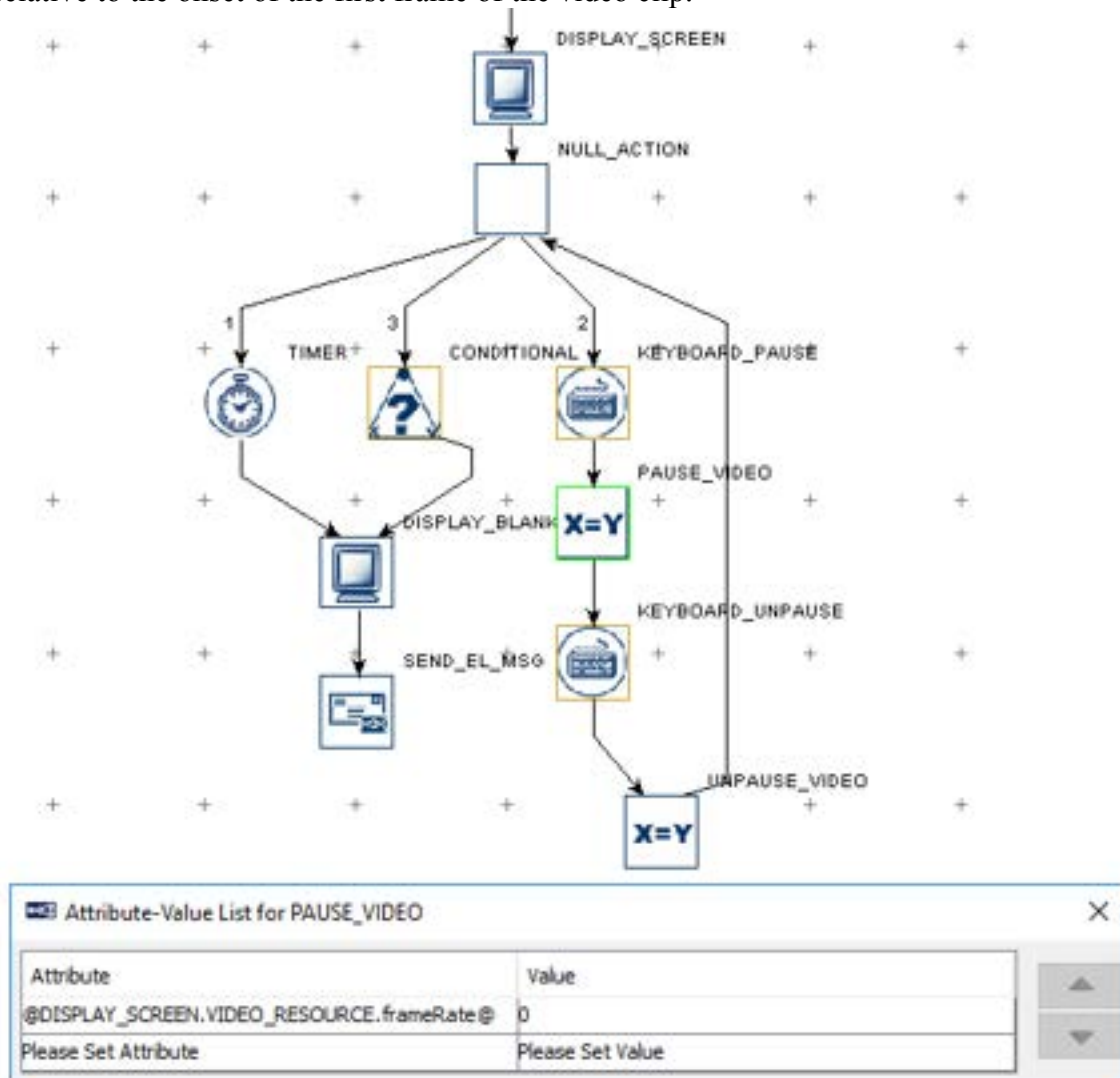 relative to the onset of the first frame of the video clip.
DISPLAY_SCREEN
NULL_ACTION
1
3
2
TIMER
CONDITIONAL
KEYBOARD_PAUSE
?
PAUSE_VIDEO
DISPLAY_BLANK
X=Y
KEYBOARD_UNPAUSE
SEND_EL_MSG
UNPAUSE_VIDEO
X=Y
Attribute-Value List for PAUSE_VIDEO
Attribute Value
@DISPLAY_SCREEN.VIDEO_RESOURCE.frameRate@ 0
Please Set Attribute Please Set Value